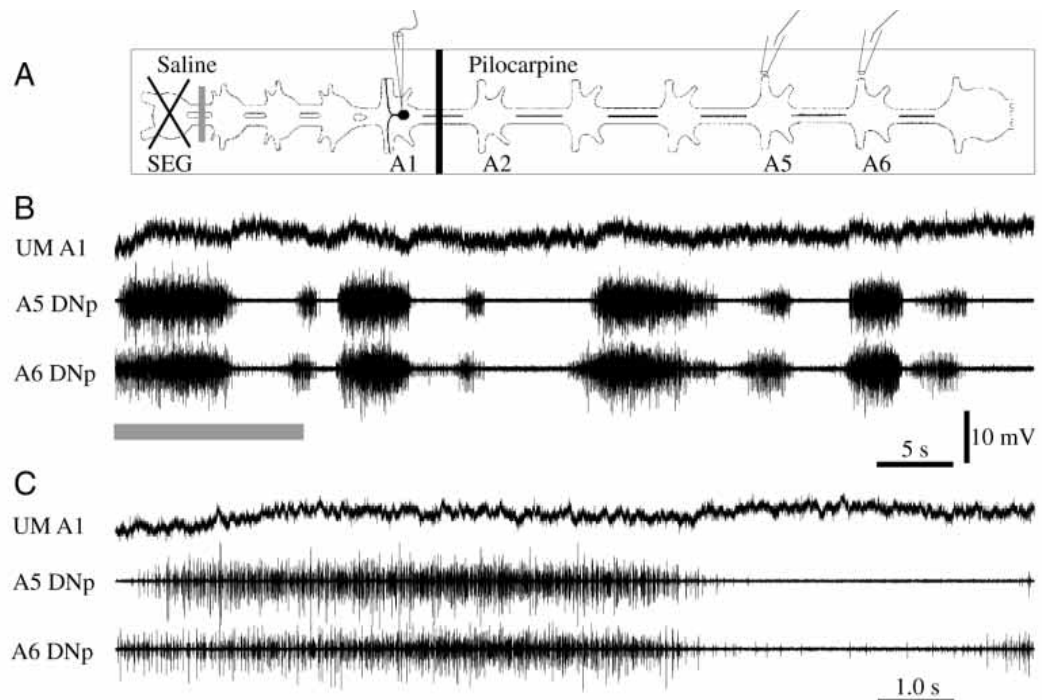 A
Saline
Pilocarpine
SEG
A1
A2
A5
A6
B
UM A1
A5 DNp
A6 DNp
10 mV
5 s
C
UM A1
A5 DNp
A6 DNp
1.0 s